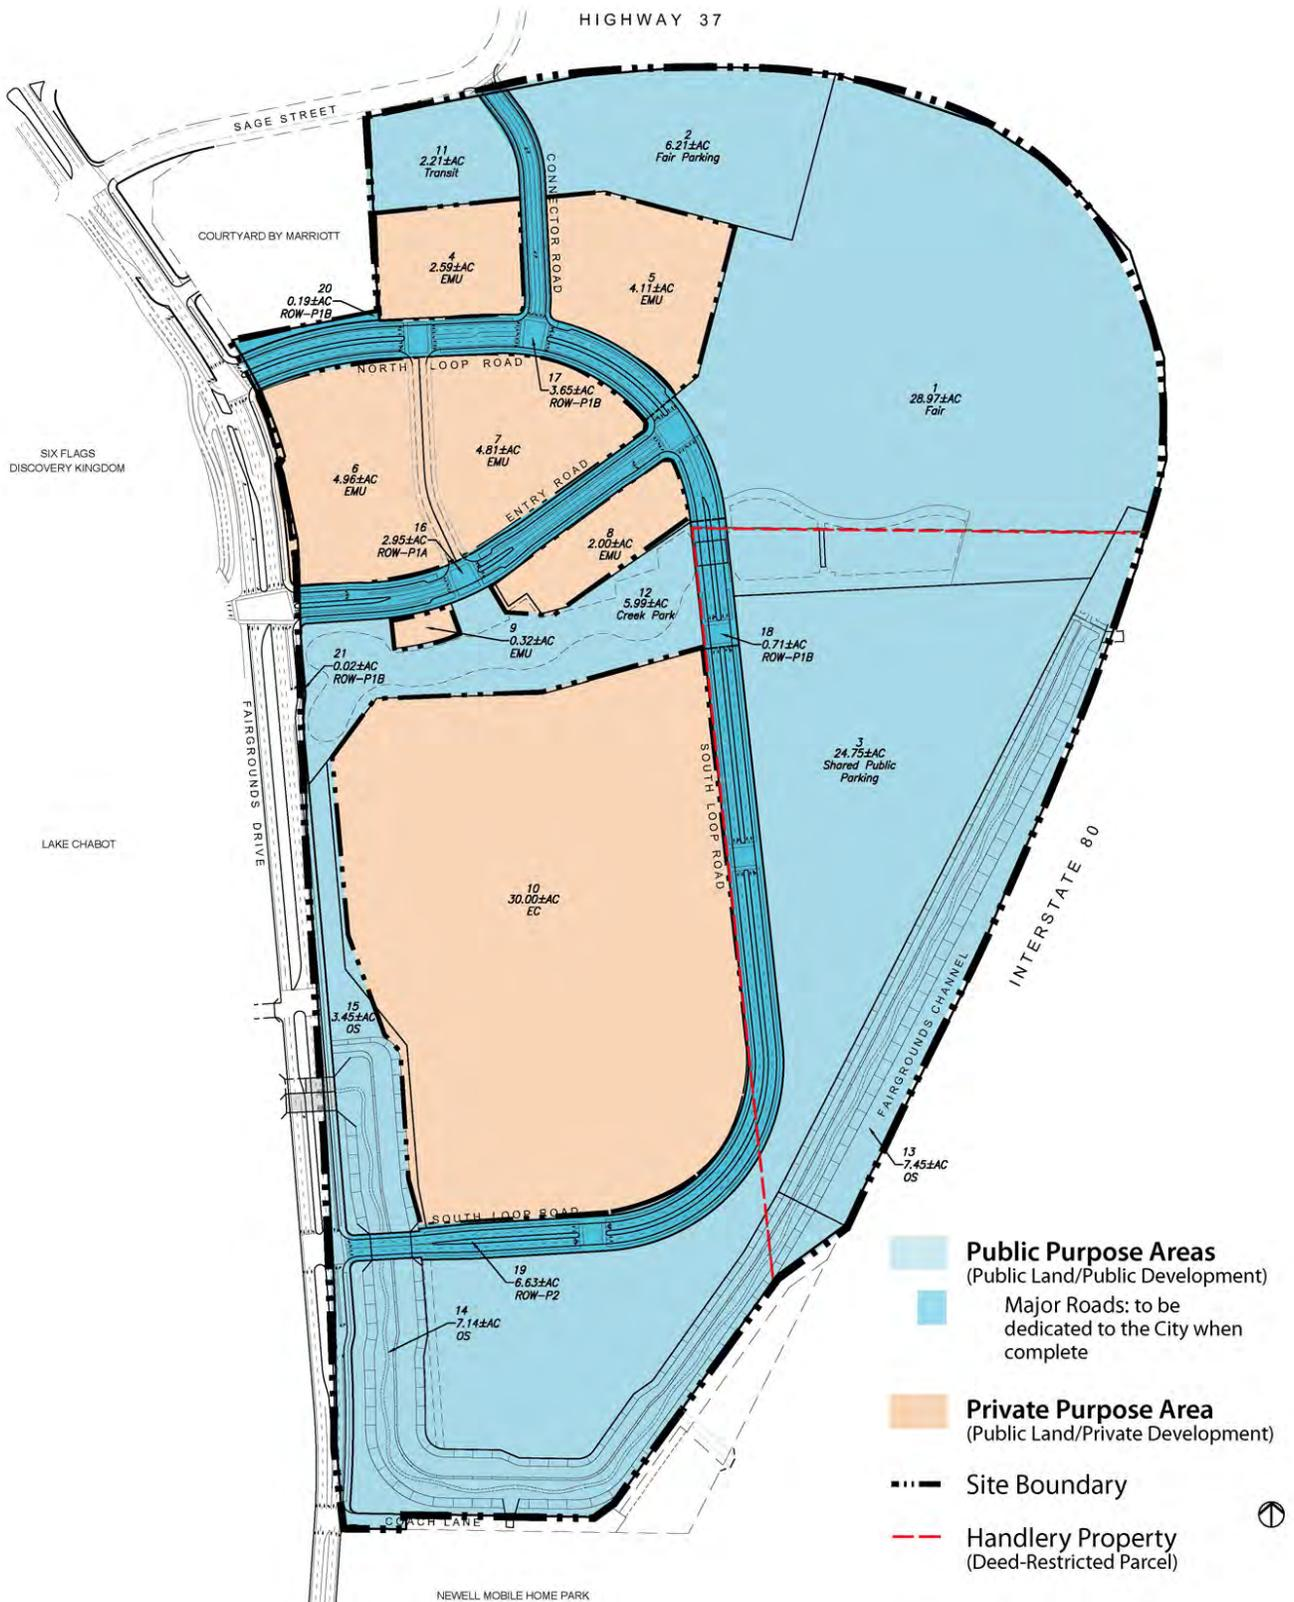 HIGHWAY 37
SAGE STREET
11
2.21±AC
Transit
2
6.21±AC
Fair Parking
CONNECTOR ROAD
COURTYARD BY MARRIOTT
4
2.59±AC
EMU
5
4.11±AC
EMU
20
0.19±AC
ROW-P1B
NORTH LOOP ROAD
17
3.65±AC
ROW-P1B
1
28.97±AC
Fair
SIX FLAGS
DISCOVERY KINGDOM
6
4.96±AC
EMU
7
4.81±AC
EMU
ENTRY ROAD
16
2.95±AC
ROW-P1A
8
2.00±AC
EMU
12
5.99±AC
Creek Park
9
0.32±AC
EMU
18
0.71±AC
ROW-P1B
21
0.02±AC
ROW-P1B
FAIRGROUNDS DRIVE
SOUTH LOOP ROAD
3
24.75±AC
Shared Public
Parking
LAKE CHABOT
INTERSTATE 80
10
30.00±AC
EC
FAIRGROUNDS CHANNEL
15
3.45±AC
OS
13
7.45±AC
OS
SOUTH LOOP ROAD
19
6.63±AC
ROW-P2
14
7.14±AC
OS
COACH LANE
NEWELL MOBILE HOME PARK
Public Purpose Areas
(Public Land/Public Development)
Major Roads: to be
dedicated to the City when
complete
Private Purpose Area
(Public Land/Private Development)
Site Boundary
Handlery Property
(Deed-Restricted Parcel)